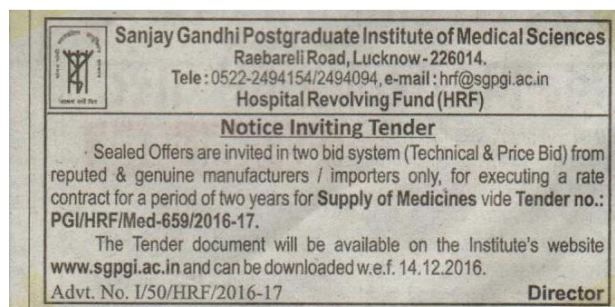 Sanjay Gandhi Postgraduate Institute of Medical Sciences
Raebareli Road, Lucknow - 226014.
Tele : 0522-2494154/2494094, e-mail : hrf@sgpgi.ac.in
Hospital Revolving Fund (HRF)
Notice Inviting Tender
Sealed Offers are invited in two bid system (Technical & Price Bid) from
reputed & genuine manufacturers / importers only, for executing a rate
contract for a period of two years for Supply of Medicines vide Tender no.:
PGI/HRF/Med-659/2016-17.
The Tender document will be available on the Institute's website
www.sgpgi.ac.in and can be downloaded w.e.f. 14.12.2016.
Advt. No. I/50/HRF/2016-17 Director